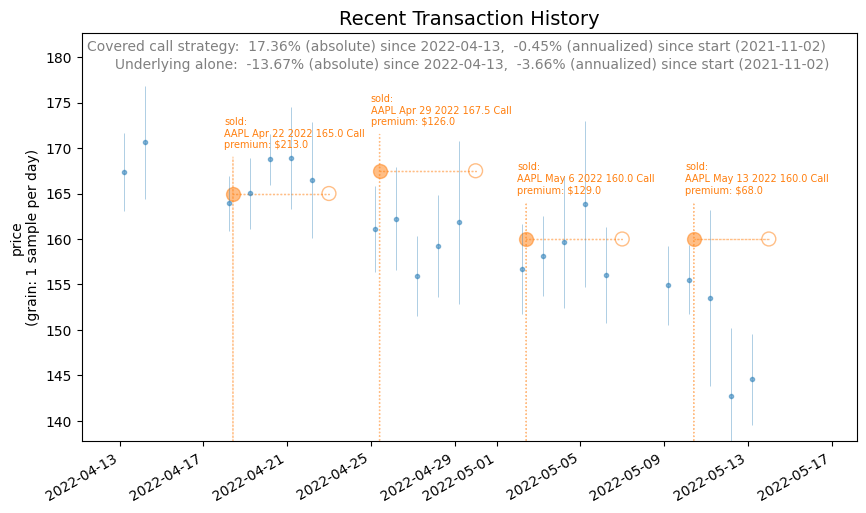 Recent Transaction History
Covered call strategy:  17.36% (absolute) since 2022-04-13,  -0.45% (annualized) since start (2021-11-02)
Underlying alone:  -13.67% (absolute) since 2022-04-13,  -3.66% (annualized) since start (2021-11-02)
price
(grain: 1 sample per day)
180
175
170
165
160
155
150
145
140
sold:
AAPL Apr 22 2022 165.0 Call
premium: $213.0
sold:
AAPL Apr 29 2022 167.5 Call
premium: $126.0
sold:
AAPL May 6 2022 160.0 Call
premium: $129.0
sold:
AAPL May 13 2022 160.0 Call
premium: $68.0
2022-04-13
2022-04-17
2022-04-21
2022-04-25
2022-04-29
2022-05-01
2022-05-05
2022-05-09
2022-05-13
2022-05-17